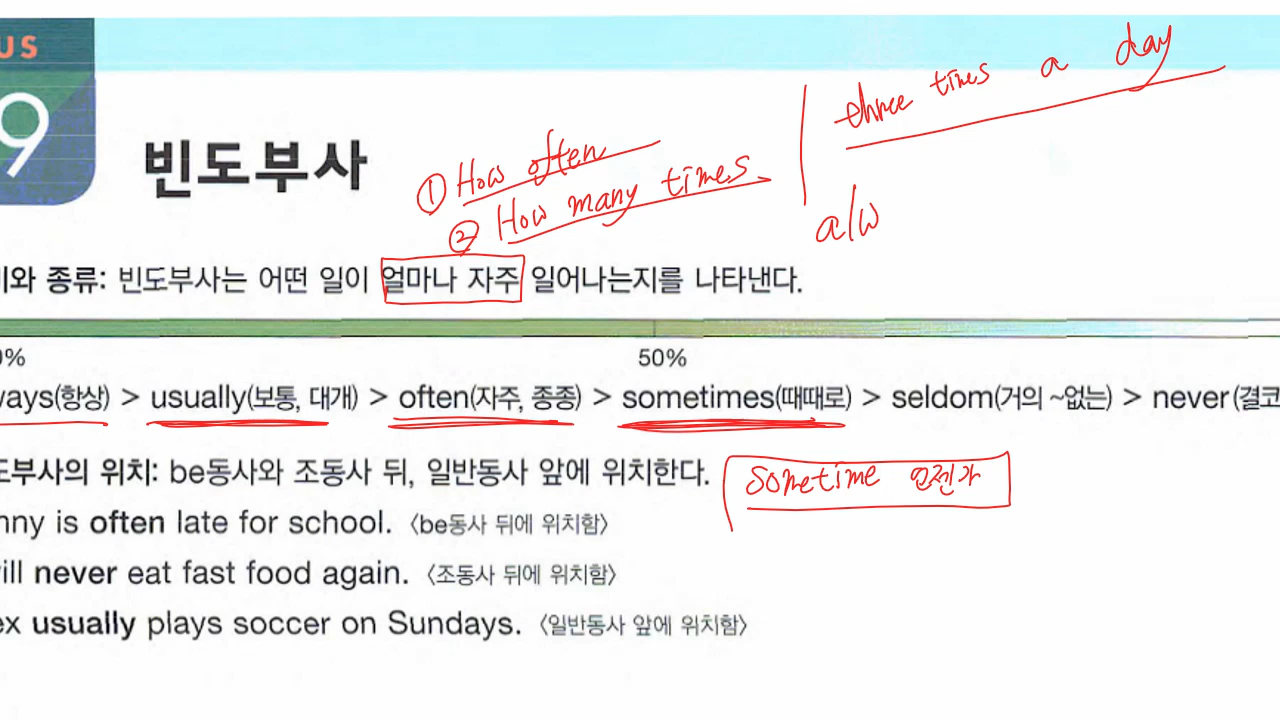 US
9
빈도부사
① How often
② How many times
three times a day
a/w
미와 종류: 빈도부사는 어떤 일이 얼마나 자주 일어나는지를 나타낸다.
0% 50%
ways(항상) > usually(보통, 대개) > often(자주, 종종) > sometimes(때때로) > seldom(거의 ~없는) > never(결코
도부사의 위치: be동사와 조동사 뒤, 일반동사 앞에 위치한다.
sometime 언젠가
nny is often late for school. 〈be동사 뒤에 위치함〉
ill never eat fast food again. 〈조동사 뒤에 위치함〉
ex usually plays soccer on Sundays. 〈일반동사 앞에 위치함〉